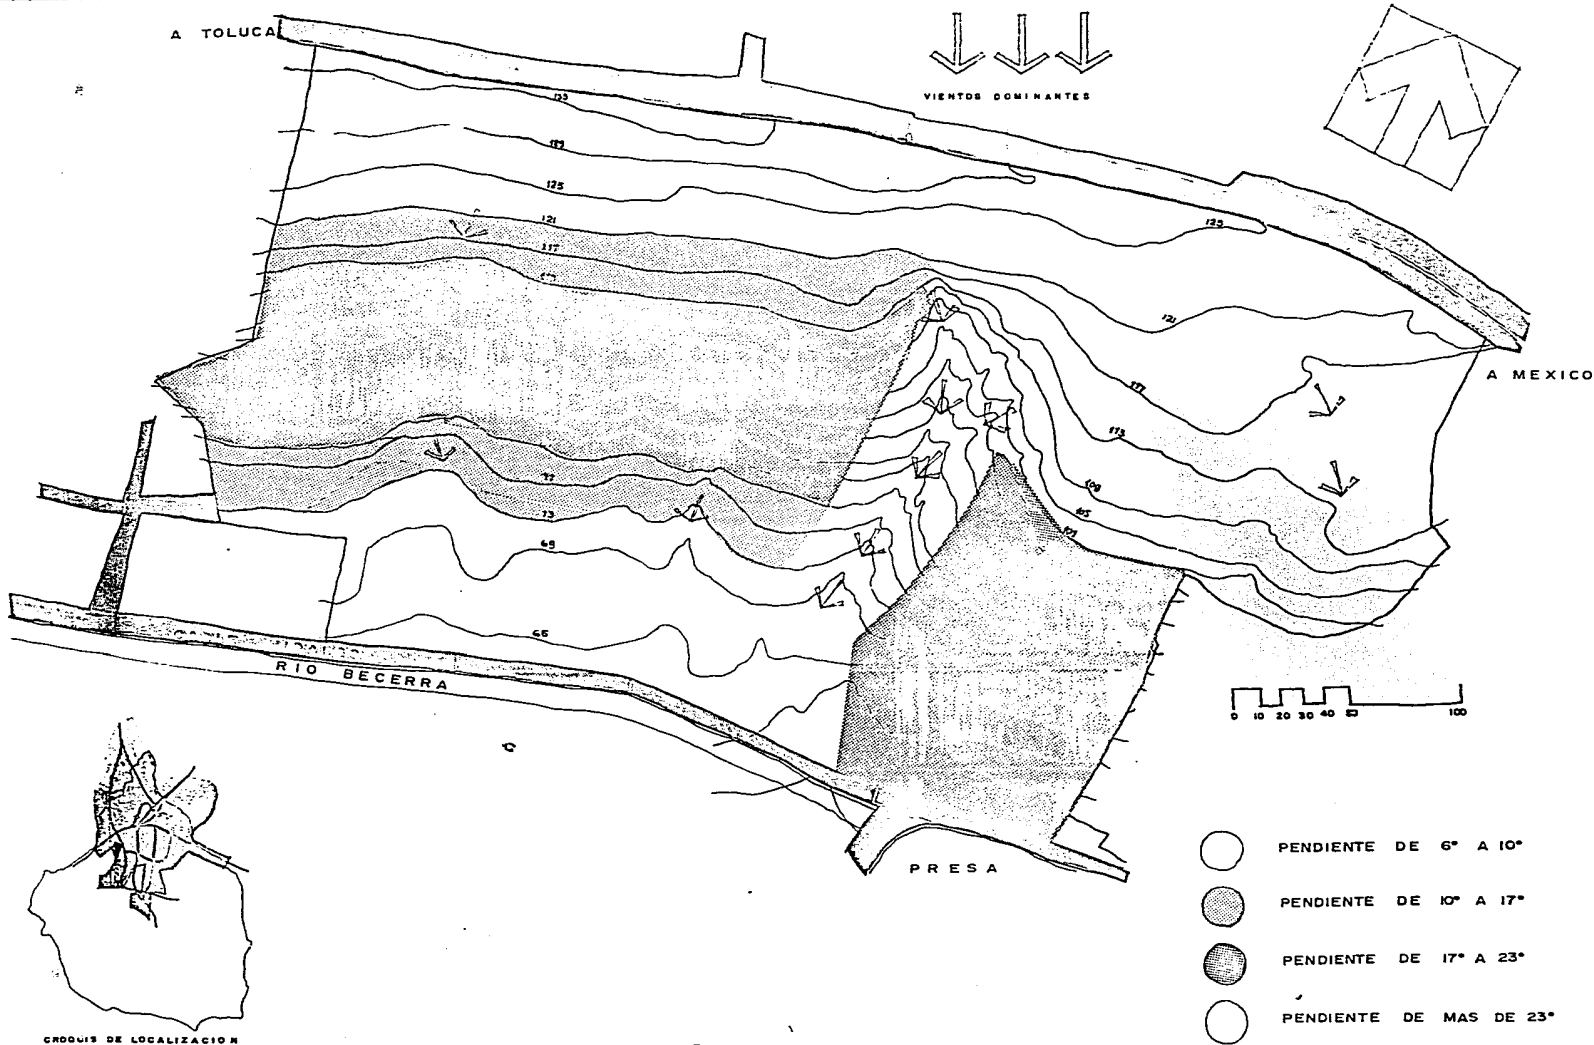 A TOLUCA
VIENTOS DOMINANTES
125
121
117
125
121
117
113
109
105
101
A MEXICO
77
73
69
65
RIO BECERRA
PRESA
0 10 20 30 40 50 100
PENDIENTE DE 6° A 10°
PENDIENTE DE 10° A 17°
PENDIENTE DE 17° A 23°
PENDIENTE DE MAS DE 23°
CROQUIS DE LOCALIZACION